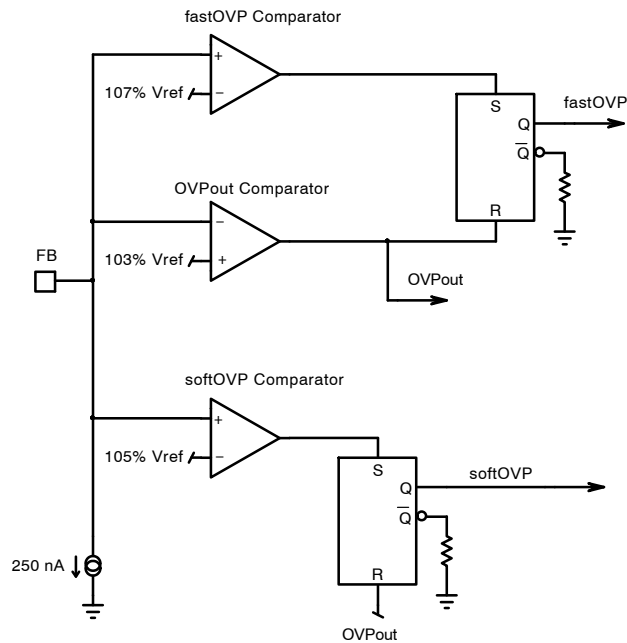 fastOVP Comparator
+
107% Vref
−
S
Q
fastOVP
Q
R
OVPout Comparator
−
103% Vref
+
FB
OVPout
softOVP Comparator
+
105% Vref
−
S
Q
softOVP
Q
R
250 nA
OVPout